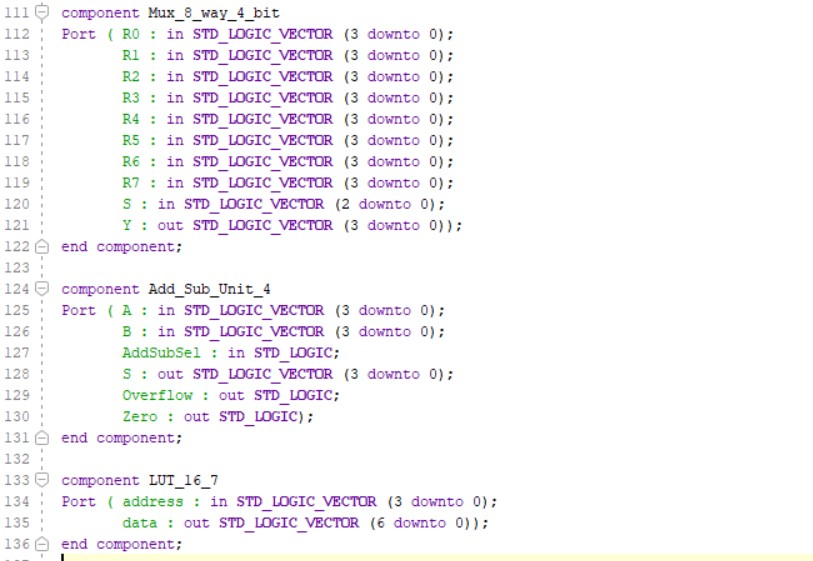 111 component Mux_8_way_4_bit
112 Port ( R0 : in STD_LOGIC_VECTOR (3 downto 0);
113 R1 : in STD_LOGIC_VECTOR (3 downto 0);
114 R2 : in STD_LOGIC_VECTOR (3 downto 0);
115 R3 : in STD_LOGIC_VECTOR (3 downto 0);
116 R4 : in STD_LOGIC_VECTOR (3 downto 0);
117 R5 : in STD_LOGIC_VECTOR (3 downto 0);
118 R6 : in STD_LOGIC_VECTOR (3 downto 0);
119 R7 : in STD_LOGIC_VECTOR (3 downto 0);
120 S : in STD_LOGIC_VECTOR (2 downto 0);
121 Y : out STD_LOGIC_VECTOR (3 downto 0));
122 end component;
123
124 component Add_Sub_Unit_4
125 Port ( A : in STD_LOGIC_VECTOR (3 downto 0);
126 B : in STD_LOGIC_VECTOR (3 downto 0);
127 AddSubSel : in STD_LOGIC;
128 S : out STD_LOGIC_VECTOR (3 downto 0);
129 Overflow : out STD_LOGIC;
130 Zero : out STD_LOGIC);
131 end component;
132
133 component LUT_16_7
134 Port ( address : in STD_LOGIC_VECTOR (3 downto 0);
135 data : out STD_LOGIC_VECTOR (6 downto 0));
136 end component;